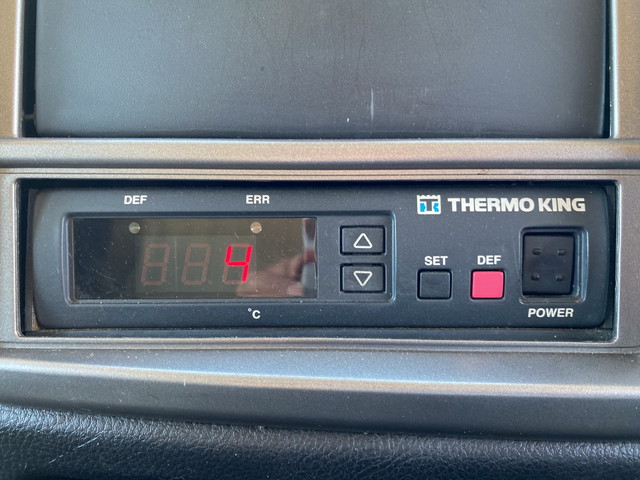 DEF ERR
THERMO KING
4
SET DEF
°C
POWER